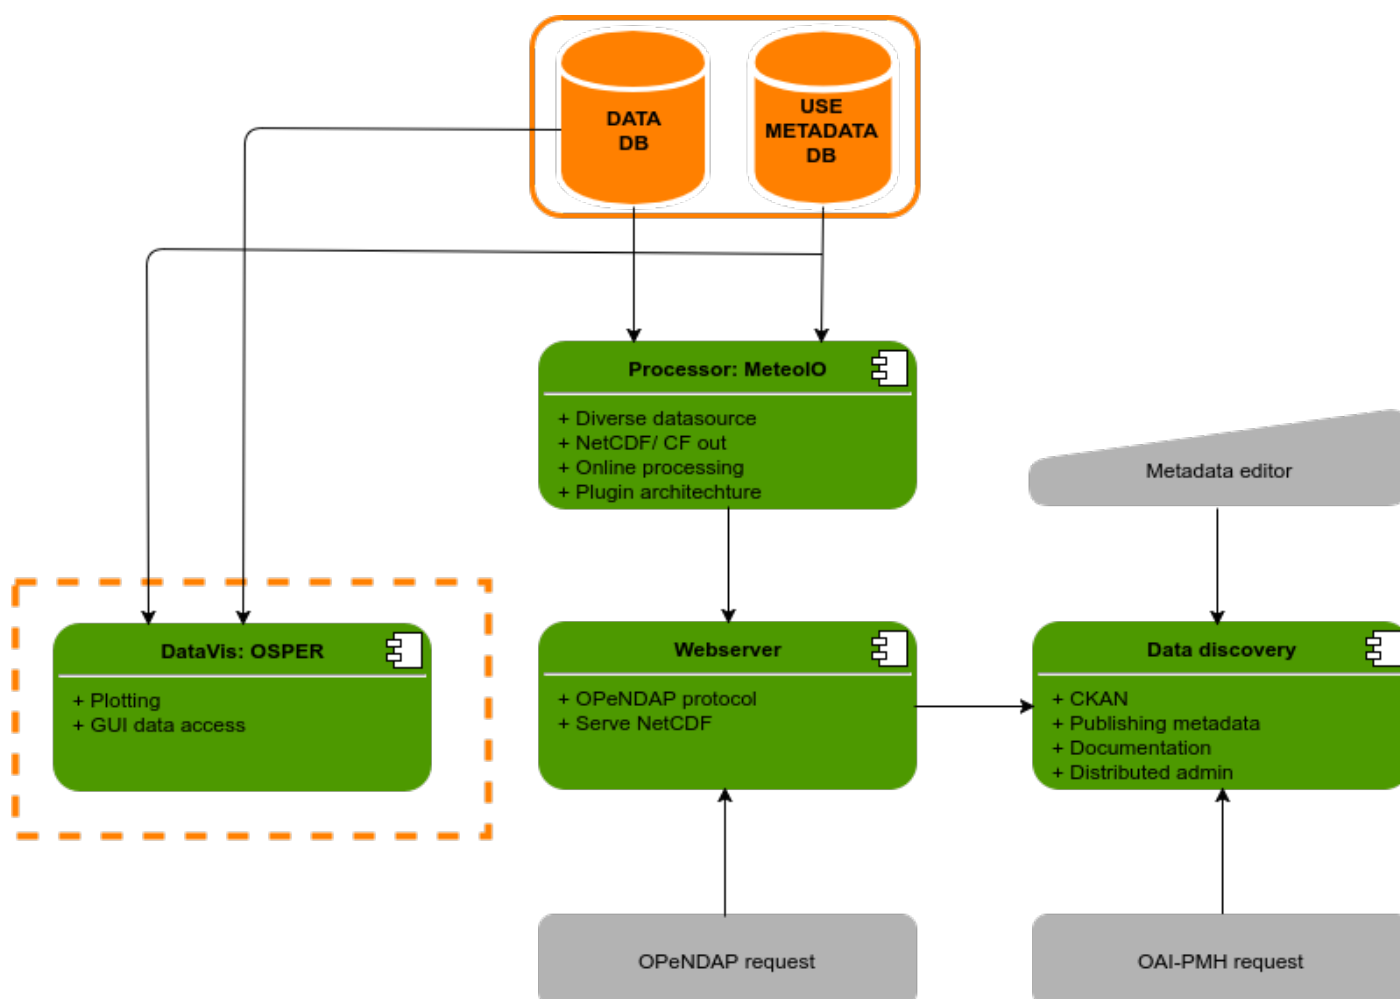 DATA
DB
USE
METADATA
DB
Processor: MeteoIO
+ Diverse datasource
+ NetCDF/ CF out
+ Online processing
+ Plugin architechture
Metadata editor
DataVis: OSPER
+ Plotting
+ GUI data access
Webserver
+ OPeNDAP protocol
+ Serve NetCDF
Data discovery
+ CKAN
+ Publishing metadata
+ Documentation
+ Distributed admin
OPeNDAP request
OAI-PMH request